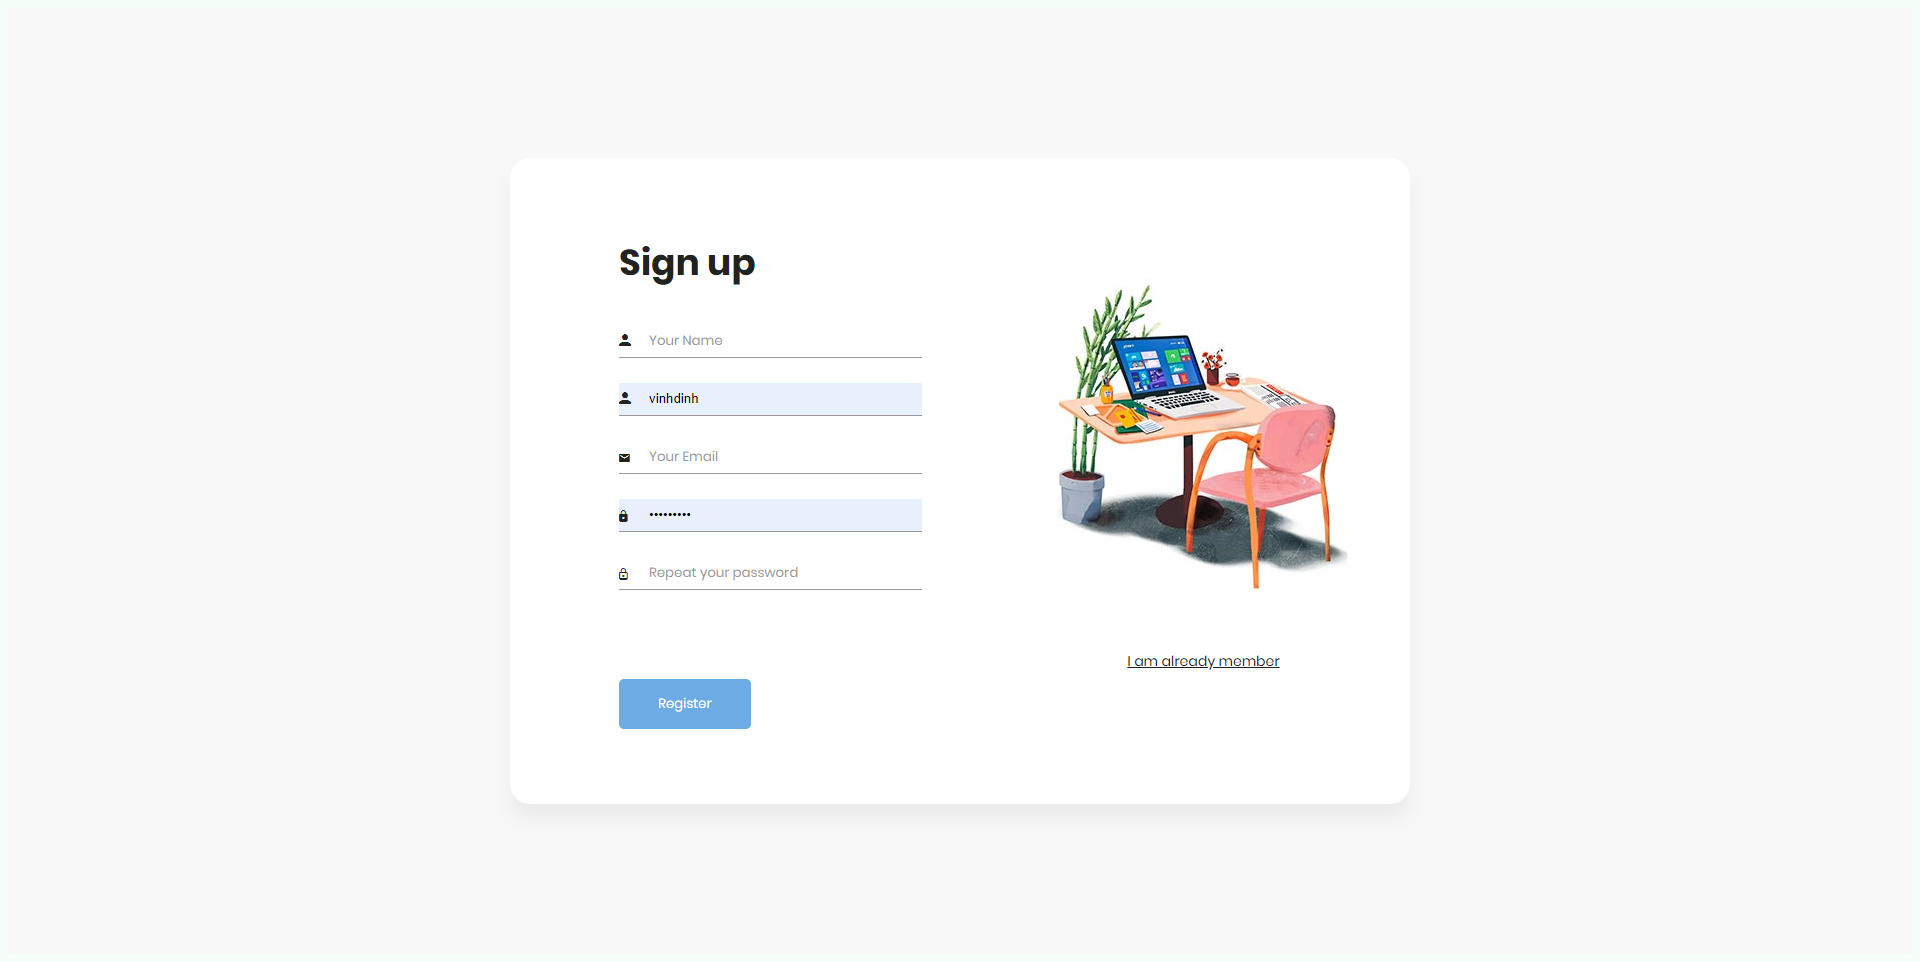 Sign up
Your Name
vinhdinh
Your Email
•••••••••
Repeat your password
I am already member
Register